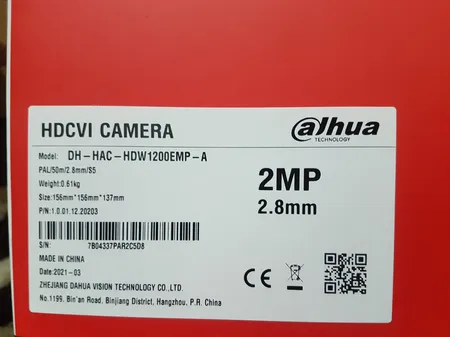 HDCVI CAMERA
alhua
TECHNOLOGY
Model: DH-HAC-HDW1200EMP-A
PAL/50m/2.8mm/S5
Weight:0.61kg
Size:156mm*156mm*137mm
P/N:1.0.01.12.20203
2MP
2.8mm
S/N: 7B04337PAR2C5D8
MADE IN CHINA
Date:2021-03
ZHEJIANG DAHUA VISION TECHNOLOGY CO.,LTD.
No.1199, Bin'an Road, Binjiang District, Hangzhou, P.R. China
CE